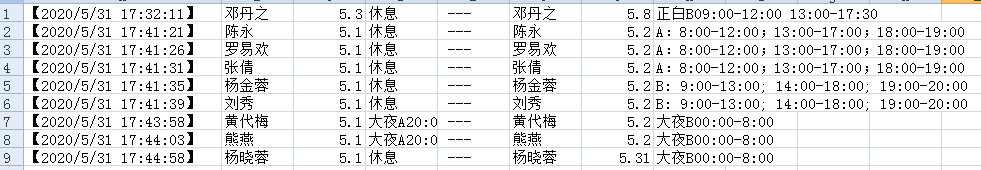 1 【2020/5/31 17:32:11】 邓丹之 5.3 休息 --- 邓丹之 5.8 正白B09:00-12:00 13:00-17:30
2 【2020/5/31 17:41:21】 陈永 5.1 休息 --- 陈永 5.2 A：8:00-12:00；13:00-17:00；18:00-19:00
3 【2020/5/31 17:41:26】 罗易欢 5.1 休息 --- 罗易欢 5.2 A：8:00-12:00；13:00-17:00；18:00-19:00
4 【2020/5/31 17:41:31】 张倩 5.1 休息 --- 张倩 5.2 A：8:00-12:00；13:00-17:00；18:00-19:00
5 【2020/5/31 17:41:35】 杨金蓉 5.1 休息 --- 杨金蓉 5.2 B: 9:00-13:00; 14:00-18:00; 19:00-20:00
6 【2020/5/31 17:41:39】 刘秀 5.1 休息 --- 刘秀 5.2 B: 9:00-13:00; 14:00-18:00; 19:00-20:00
7 【2020/5/31 17:43:58】 黄代梅 5.1 大夜A20:0 --- 黄代梅 5.2 大夜B00:00-8:00
8 【2020/5/31 17:44:03】 熊燕 5.1 大夜A20:0 --- 熊燕 5.2 大夜B00:00-8:00
9 【2020/5/31 17:44:58】 杨晓蓉 5.1 休息 --- 杨晓蓉 5.31 大夜B00:00-8:00